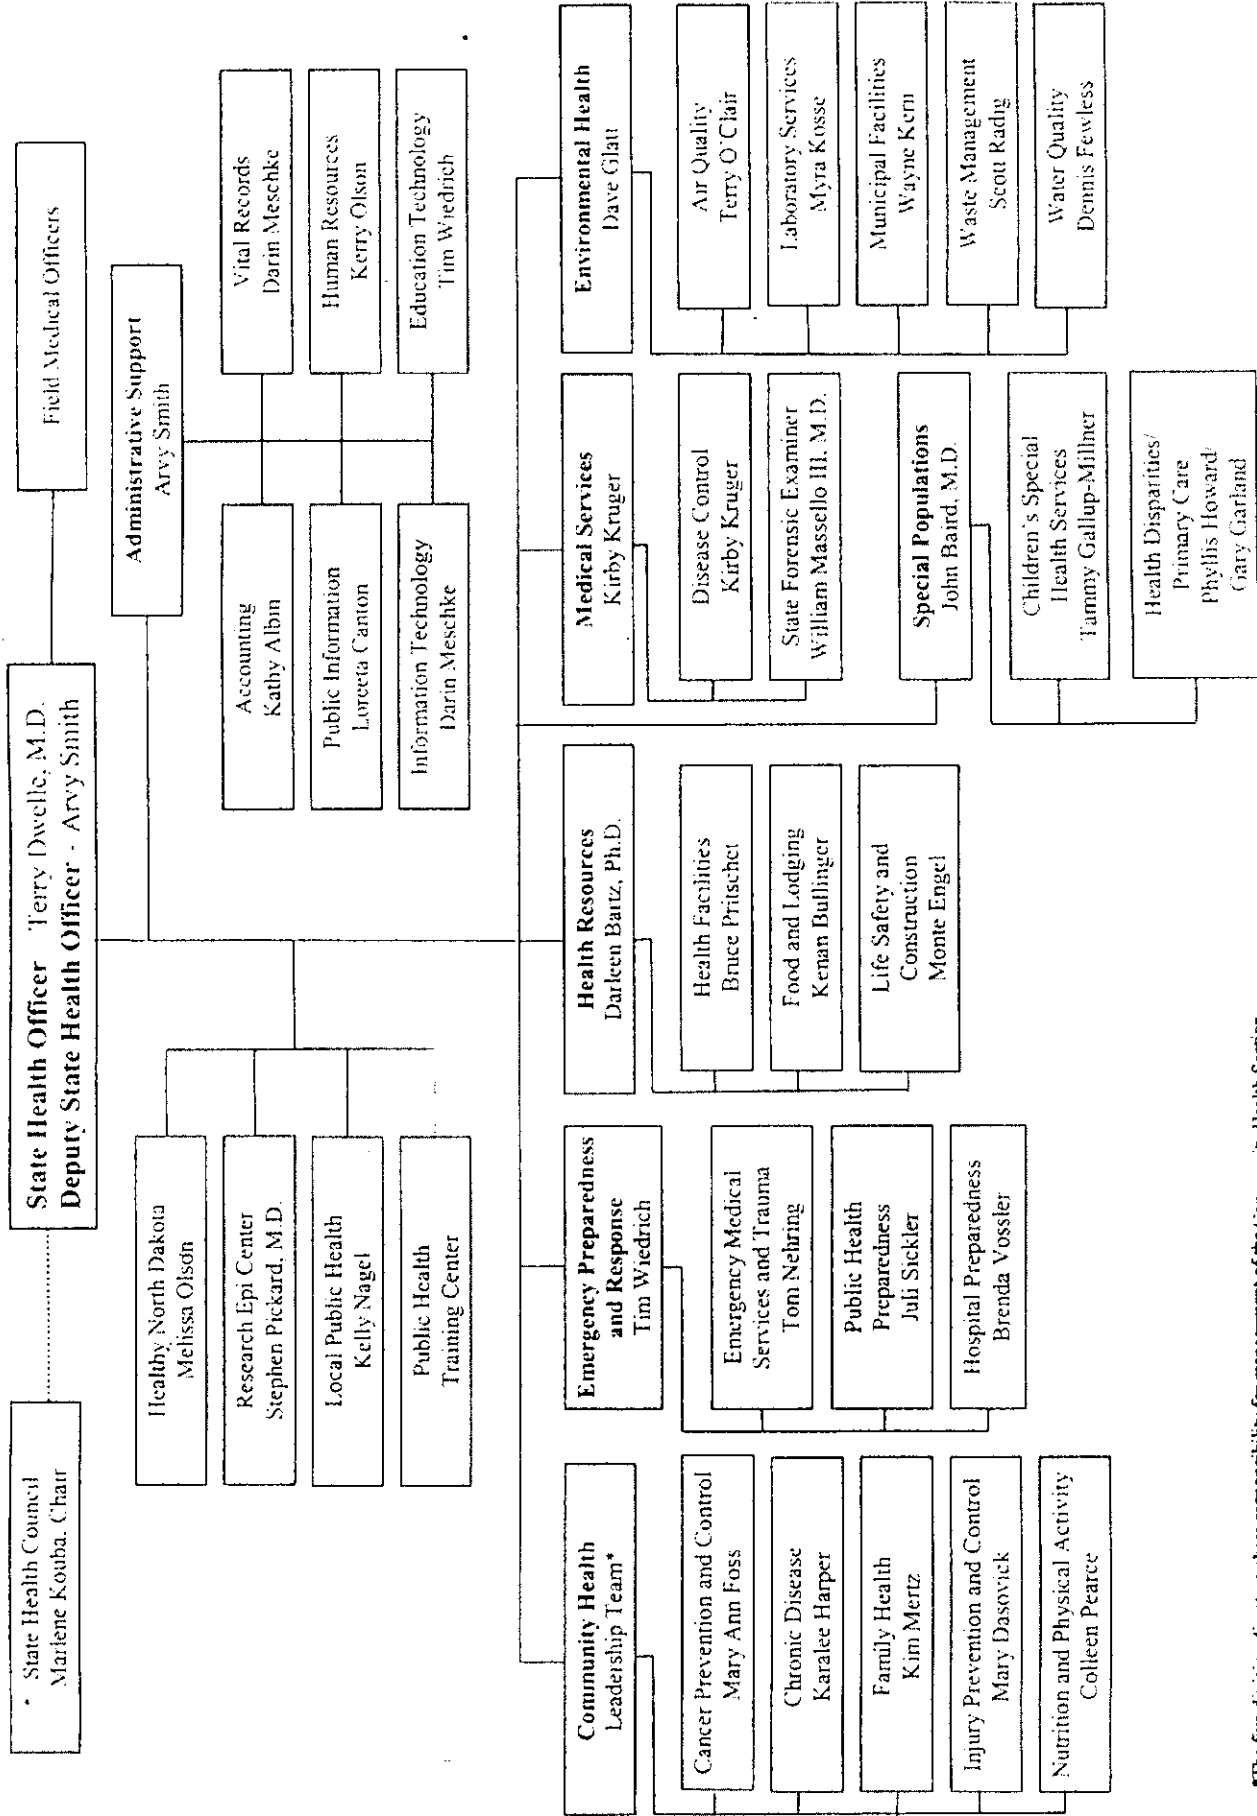 State Health Officer Terry Dwelle, M.D.
Deputy State Health Officer - Arvy Smith
* State Health Council
Marlene Kouba, Chair
Field Medical Officers
Administrative Support
Arvy Smith
Healthy North Dakota
Melissa Olson
Research Epi Center
Stephen Pickard, M.D.
Local Public Health
Kelly Nagel
Public Health
Training Center
Accounting
Kathy Albin
Public Information
Loreeta Canton
Information Technology
Darin Meschke
Vital Records
Darin Meschke
Human Resources
Kerry Olson
Education Technology
Tim Wiedrich
Community Health
Leadership Team*
Cancer Prevention and Control
Mary Ann Foss
Chronic Disease
Karalee Harper
Family Health
Kim Mertz
Injury Prevention and Control
Mary Dasovick
Nutrition and Physical Activity
Colleen Pearce
Emergency Preparedness
and Response
Tim Wiedrich
Emergency Medical
Services and Trauma
Tom Nehring
Public Health
Preparedness
Juli Sickler
Hospital Preparedness
Brenda Vossler
Health Resources
Darleen Bartz, Ph.D.
Health Facilities
Bruce Pritschet
Food and Lodging
Kenan Bullinger
Life Safety and
Construction
Monte Engel
Medical Services
Kirby Kruger
Disease Control
Kirby Kruger
State Forensic Examiner
William Massello III, M.D.
Special Populations
John Baird, M.D.
Children's Special
Health Services
Tammy Gallup-Millner
Health Disparities/
Primary Care
Phyllis Howard/
Gary Garland
Environmental Health
Dave Glatt
Air Quality
Terry O'Clair
Laboratory Services
Myra Kosse
Municipal Facilities
Wayne Kern
Waste Management
Scott Radig
Water Quality
Dennis Fewless